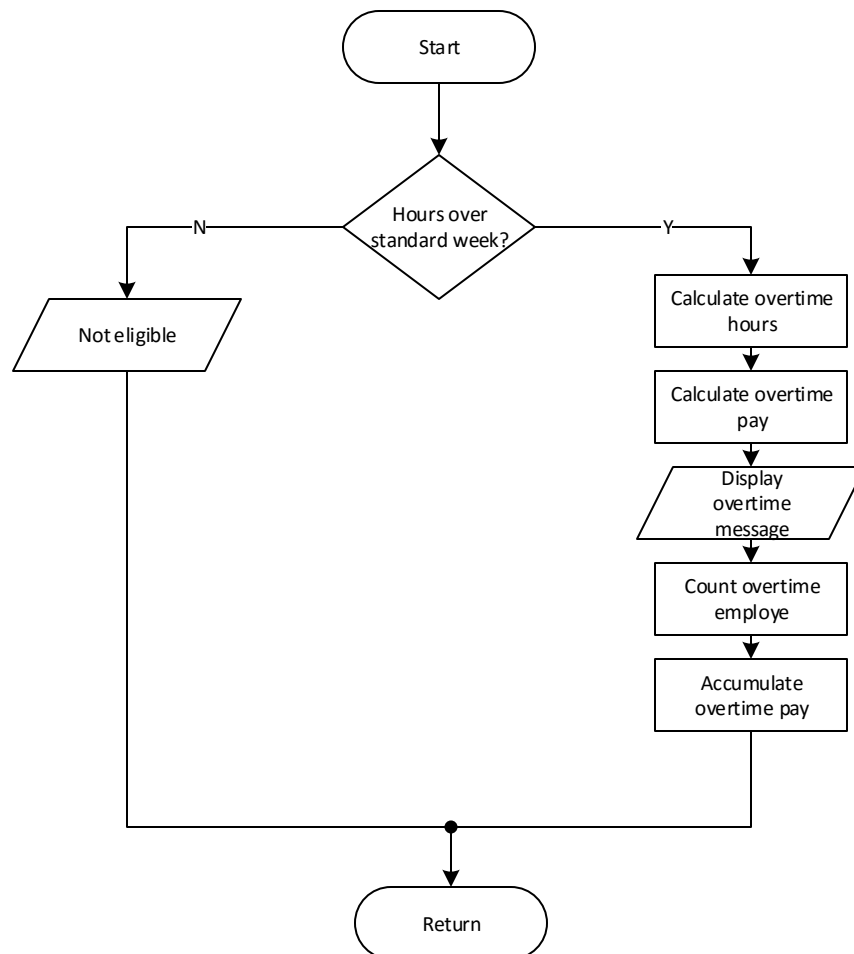 Start
Hours over
standard week?
N
Y
Not eligible
Calculate overtime
hours
Calculate overtime
pay
Display
overtime
message
Count overtime
employe
Accumulate
overtime pay
Return